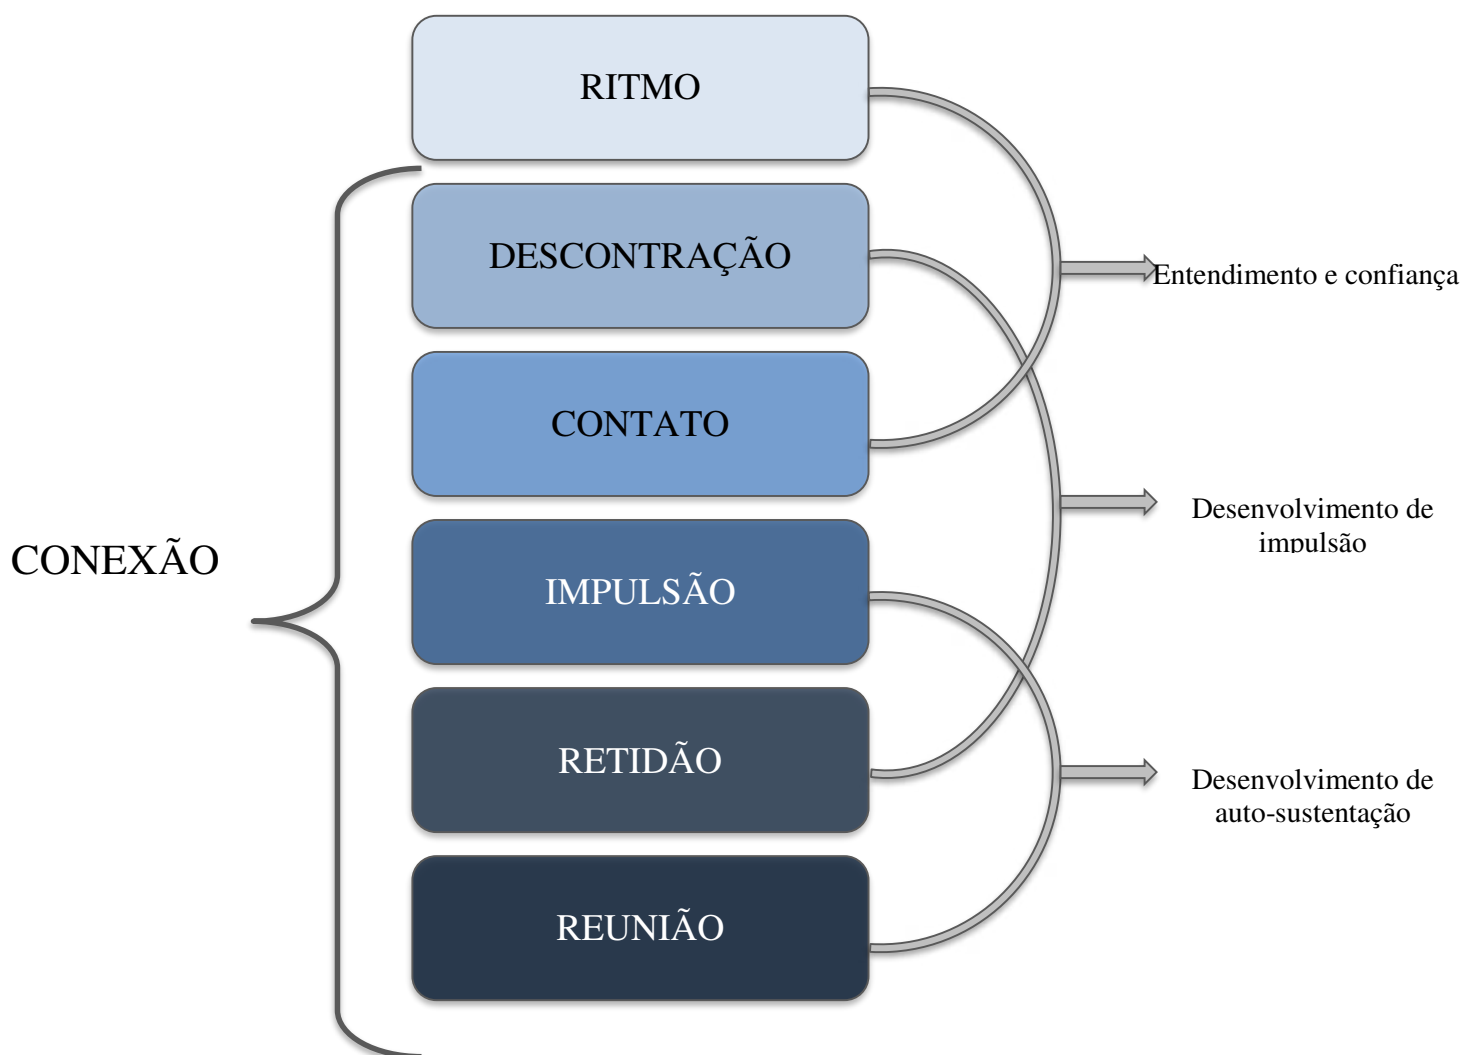 RITMO
DESCONTRAÇÃO
Entendimento e confiança
CONTATO
Desenvolvimento de
impulsão
CONEXÃO
IMPULSÃO
RETIDÃO
Desenvolvimento de
auto-sustentação
REUNIÃO